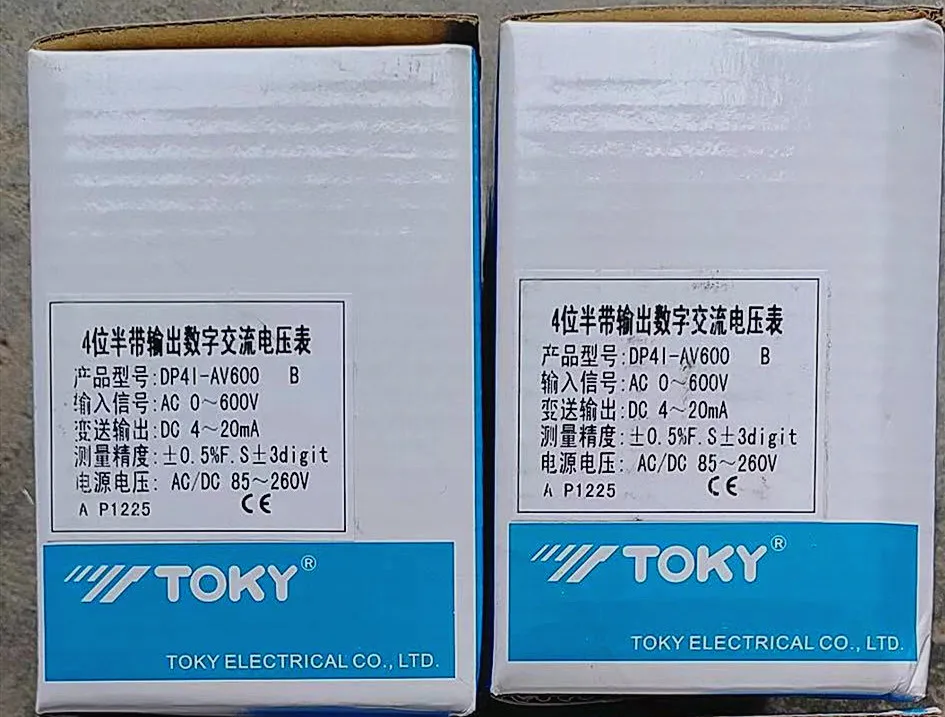 4位半带输出数字交流电压表
产品型号:DP4I-AV600 B
输入信号:AC 0～600V
变送输出:DC 4～20mA
测量精度:±0.5%F.S±3digit
电源电压: AC/DC 85～260V
A P1225 CE
TOKY®
TOKY ELECTRICAL CO., LTD.
4位半带输出数字交流电压表
产品型号:DP4I-AV600 B
输入信号:AC 0～600V
变送输出:DC 4～20mA
测量精度:±0.5%F.S±3digit
电源电压: AC/DC 85～260V
A P1225 CE
TOKY®
TOKY ELECTRICAL CO., LTD.